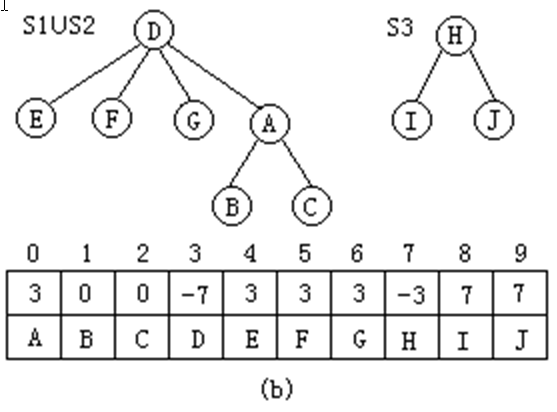 S1US2 D S3 H
E F G A I J
B C
0 1 2 3 4 5 6 7 8 9
3 0 0 -7 3 3 3 -3 7 7
A B C D E F G H I J
(b)